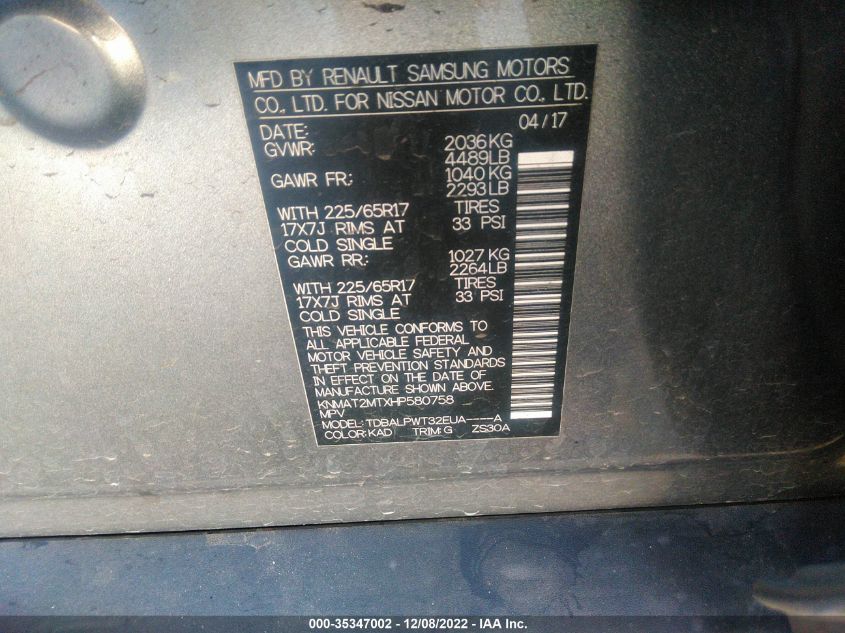 MFD BY RENAULT SAMSUNG MOTORS
CO., LTD. FOR NISSAN MOTOR CO., LTD.
DATE: 04/17
GVWR: 2036KG
4489LB
GAWR FR.: 1040KG
2293LB
WITH 225/65R17 TIRES
17X7J RIMS AT 33 PSI
COLD SINGLE
GAWR RR.: 1027KG
2264LB
WITH 225/65R17 TIRES
17X7J RIMS AT 33 PSI
COLD SINGLE
THIS VEHICLE CONFORMS TO
ALL APPLICABLE FEDERAL
MOTOR VEHICLE SAFETY AND
THEFT PREVENTION STANDARDS
IN EFFECT ON THE DATE OF
MANUFACTURE SHOWN ABOVE.
KNMAT2MTXHP580758
MPV
MODEL: TDBALPWT32EUA----A
COLOR: KAD TRIM: G ZS30A
000-35347002 - 12/08/2022 - IAA Inc.